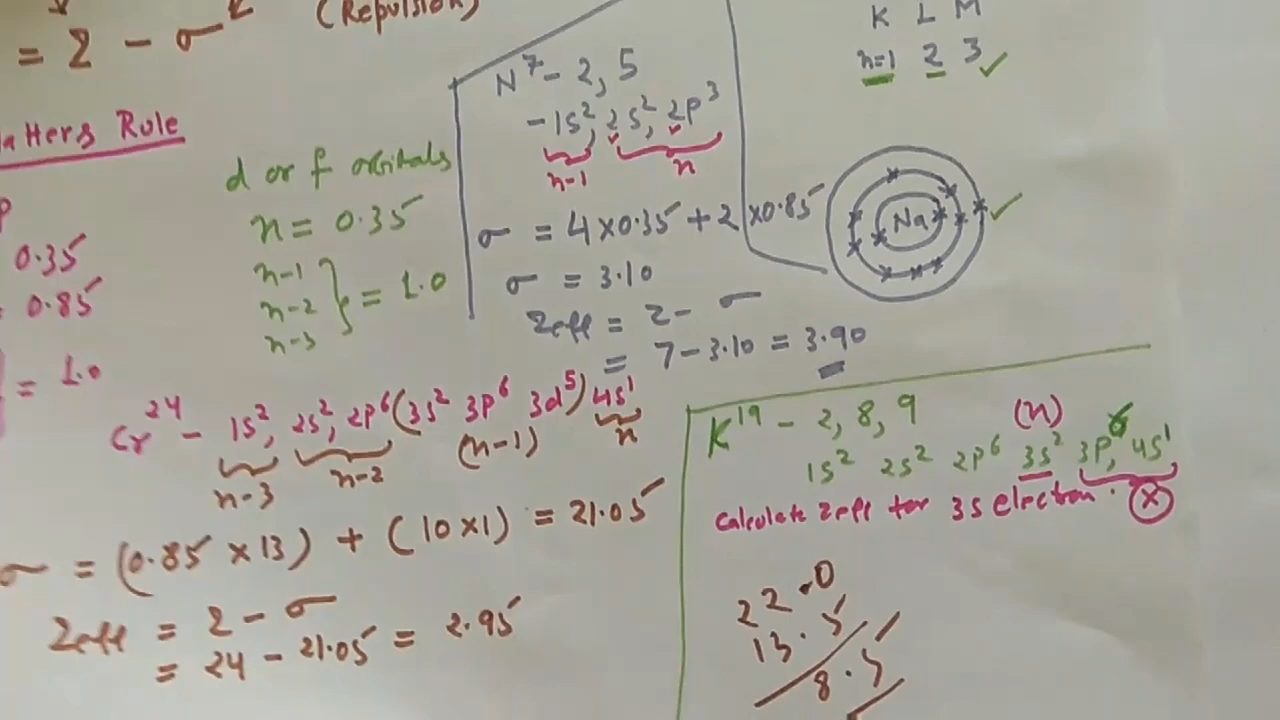 (Repulsion)
= Z - σ
Rule
0.35
0.85
= 1.0
d or f orbitals
n = 0.35
n-1
n-2 } = 1.0
n-3
N⁷ - 2, 5
- 1s², 2s², 2p³
n-1 n
σ = 4×0.35 + 2×0.85
σ = 3.10
Zeff = Z - σ
= 7 - 3.10 = 3.90
K L M
n=1 2 3 ✓
Na ✓
Cr²⁴ - 1s², 2s², 2p⁶ (3s² 3p⁶ 3d⁵) 4s¹
n-3 n-2 (n-1) n
σ = (0.85 × 13) + (10×1) = 21.05
Zeff = Z - σ
= 24 - 21.05 = 2.95
K¹⁹ - 2, 8, 9
(n)
1s² 2s² 2p⁶ 3s² 3p⁶, 4s¹
Calculate Zeff for 3s electron. (×)
22.0
13.5
8.5